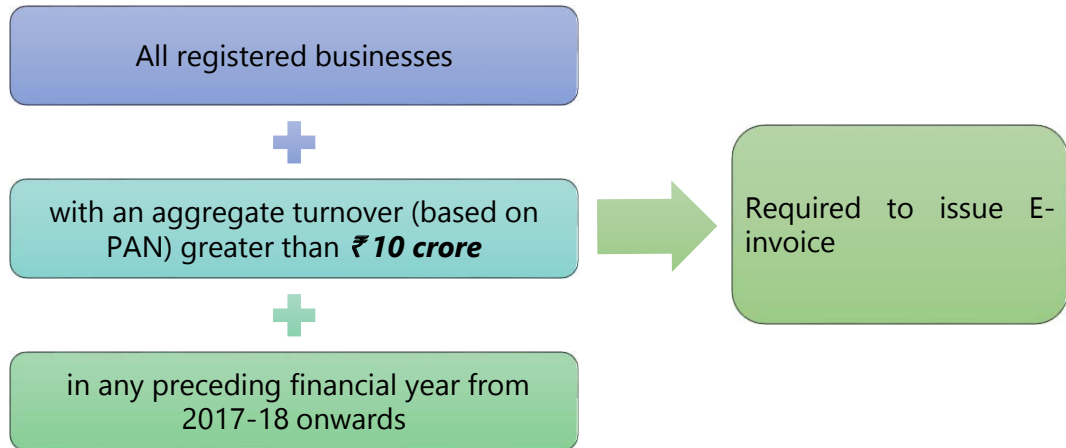 All registered businesses
with an aggregate turnover (based on
PAN) greater than ₹ 10 crore
in any preceding financial year from
2017-18 onwards
Required to issue E-
invoice